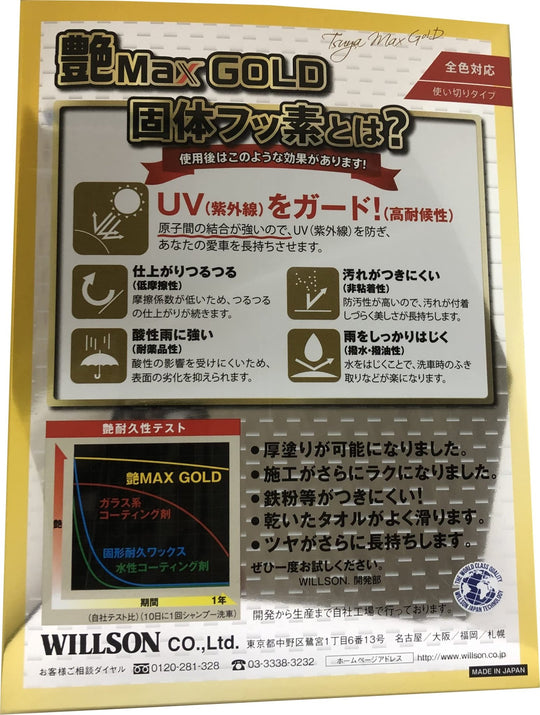 Tsuya Max GOLD
艶Max GOLD
全色対応
使い切りタイプ
固体フッ素とは?
使用後はこのような効果があります!
UV(紫外線)をガード!(高耐候性)
原子間の結合が強いので、UV(紫外線)を防ぎ、
あなたの愛車を長持ちさせます。
仕上がりつるつる
(低摩擦性)
摩擦係数が低いため、つるつる
の仕上がりが続きます。
汚れがつきにくい
(非粘着性)
防汚性が高いので、汚れが付着
しづらく美しさが長持ちします。
酸性雨に強い
(耐薬品性)
酸性の影響を受けにくいため、
表面の劣化を抑えられます。
雨をしっかりはじく
(撥水・撥油性)
水をはじくことで、洗車時のふき
取りなどが楽になります。
艶耐久性テスト
艶MAX GOLD
ガラス系
コーティング剤
固形耐久ワックス
水性コーティング剤
艶
期間 1年
(自社テスト比) (10日に1回シャンプー洗車)
●厚塗りが可能になりました。
●施工がさらにラクになりました。
●鉄粉等がつきにくい!
●乾いたタオルがよく滑ります。
●ツヤがさらに長持ちします。
ぜひ一度お試しください。
WILLSON. 開発部
THE WORLD CLASS QUALITY
WILLSON JAPAN TECHNOLOGY
開発から生産まで自社工場で行っております。
WILLSON CO.,Ltd. 東京都中野区鷺宮1丁目6番13号 名古屋/大阪/福岡/札幌
お客様ご相談ダイヤル 0120-281-328 ☎03-3338-3232 ホームページアドレス http://www.willson.co.jp
MADE IN JAPAN